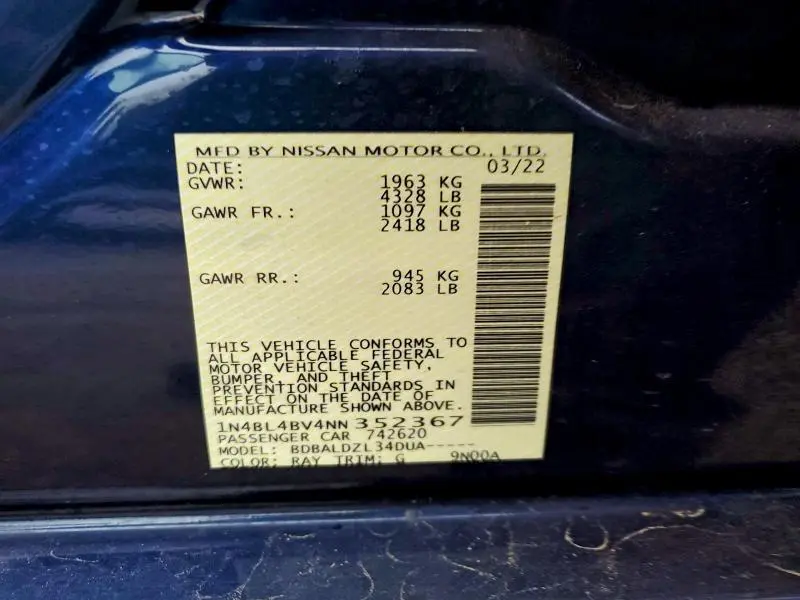 MFD BY NISSAN MOTOR CO., LTD.
DATE: 03/22
GVWR: 1963 KG
4328 LB
GAWR FR.: 1097 KG
2418 LB
GAWR RR.: 945 KG
2083 LB
THIS VEHICLE CONFORMS TO
ALL APPLICABLE FEDERAL
MOTOR VEHICLE SAFETY,
BUMPER, AND THEFT
PREVENTION STANDARDS IN
EFFECT ON THE DATE OF
MANUFACTURE SHOWN ABOVE.
1N4BL4BV4NN352367
PASSENGER CAR 742620
MODEL: BDBALDZL34DUA-----
COLOR: RAY TRIM: G 9N00A